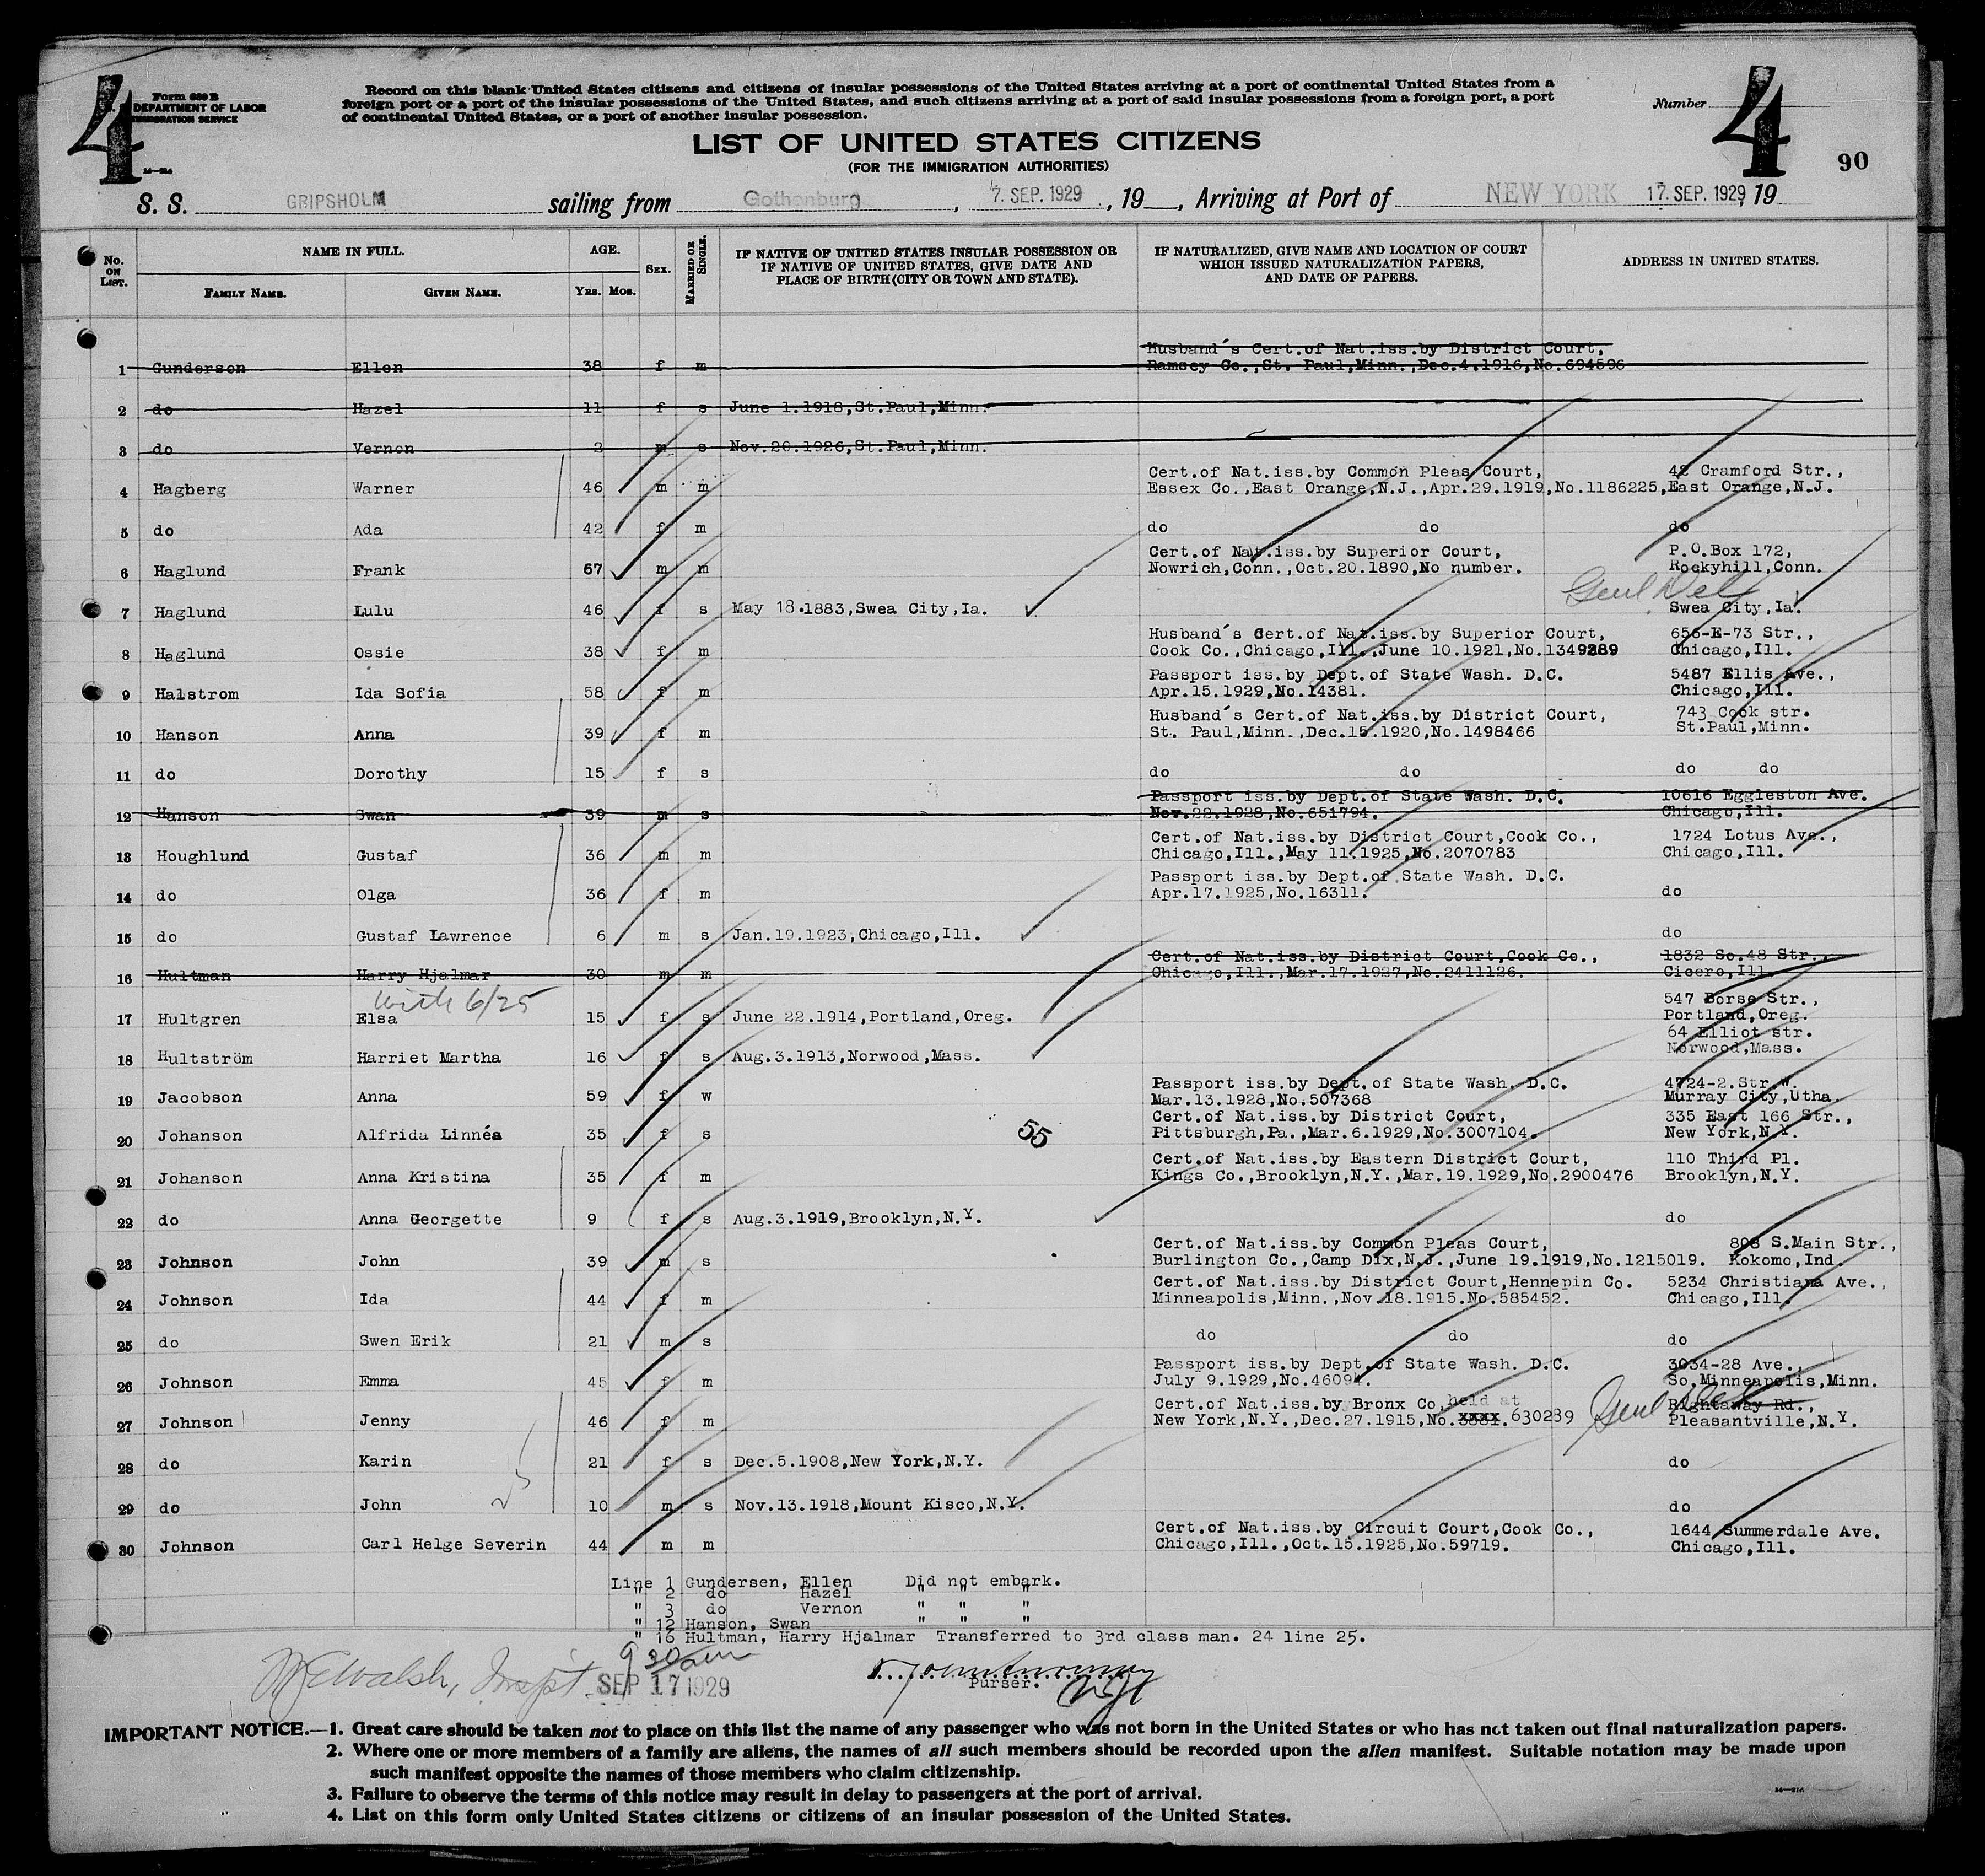 4
Form 630 B
U. S. DEPARTMENT OF LABOR
IMMIGRATION SERVICE
Record on this blank United States citizens and citizens of insular possessions of the United States arriving at a port of continental United States from a
foreign port or a port of the insular possessions of the United States, and such citizens arriving at a port of said insular possessions from a foreign port, a port
of continental United States, or a port of another insular possession.
Number
4
90
LIST OF UNITED STATES CITIZENS
(FOR THE IMMIGRATION AUTHORITIES)
S. S. GRIPSHOLM sailing from Gothenburg, 7. SEP. 1929, 19 , Arriving at Port of NEW YORK 17. SEP. 1929, 19
No. ON LIST. NAME IN FULL. FAMILY NAME. GIVEN NAME. AGE. YRS. MOS. SEX. MARRIED OR SINGLE. IF NATIVE OF UNITED STATES INSULAR POSSESSION OR IF NATIVE OF UNITED STATES, GIVE DATE AND PLACE OF BIRTH (CITY OR TOWN AND STATE). IF NATURALIZED, GIVE NAME AND LOCATION OF COURT WHICH ISSUED NATURALIZATION PAPERS, AND DATE OF PAPERS. ADDRESS IN UNITED STATES.
Husband´s Cert.of Nat.iss.by District Court,
1 Gunderson Ellen 38 f m Ramsey Co.,St. Paul,Minn.,Dec.4.1916,No.694596
2 do Hazel 11 f s June 1.1918,St.Paul,Minn.
3 do Vernon 2 m s Nov.20.1926,St.Paul,Minn.
Cert.of Nat.iss.by Common Pleas Court, 42 Cramford Str.,
4 Hagberg Warner 46 m m Essex Co.,East Orange,N.J.,Apr.29.1919,No.1186225,East Orange,N.J.
5 do Ada 42 f m do do do
Cert.of Nat.iss.by Superior Court, P.O.Box 172,
6 Haglund Frank 67 m m Nowrich,Conn.,Oct.20.1890,No number. Rockyhill,Conn.
Genl Del
7 Haglund Lulu 46 f s May 18.1883,Swea City,Ia. Swea City,Ia.
Husband´s Cert.of Nat.iss.by Superior Court, 656-E-73 Str.,
8 Haglund Ossie 38 f m Cook Co.,Chicago,Ill.,June 10.1921,No.1349289 Chicago,Ill.
Passport iss.by Dept.of State Wash. D.C. 5487 Ellis Ave.,
9 Halstrom Ida Sofia 58 f m Apr.15.1929,No.14381. Chicago,Ill.
Husband´s Cert.of Nat.iss.by District Court, 743 Cook str.
10 Hanson Anna 39 f m St. Paul,Minn.,Dec.15.1920,No.1498466 St.Paul,Minn.
11 do Dorothy 15 f s do do do do
Passport iss.by Dept.of State Wash. D.C. 10616 Eggleston Ave.
12 Hanson Swan 39 m s Nov.22.1928,No.651794. Chicago,Ill.
Cert.of Nat.iss.by District Court,Cook Co., 1724 Lotus Ave.,
13 Houghlund Gustaf 36 m m Chicago,Ill.,May 11.1925,No.2070783 Chicago,Ill.
Passport iss.by Dept.of State Wash. D.C.
14 do Olga 36 f m Apr.17.1925,No.16311. do
15 do Gustaf Lawrence 6 m s Jan.19.1923,Chicago,Ill. do
Cert.of Nat.iss.by District Court,Cook Co., 1832 So.48 Str.,
16 Hultman Harry Hjalmar 30 m m Chicago,Ill.,Mar.17.1927,No.2411126. Cicero,Ill.
with 6/25 547 Borse Str.,
17 Hultgren Elsa 15 f s June 22.1914,Portland,Oreg. Portland,Oreg.
64 Elliot str.
18 Hultström Harriet Martha 16 f s Aug.3.1913,Norwood,Mass. Norwood,Mass.
Passport iss.by Dept.of State Wash. D.C. 4724-2.Str.W.
19 Jacobson Anna 59 f w Mar.13.1928,No.507368 Murray City,Utha.
55 Cert.of Nat.iss.by District Court, 335 East 166 Str.,
20 Johanson Alfrida Linnéa 35 f s Pittsburgh,Pa.,Mar.6.1929,No.3007104. New York,N.Y.
Cert.of Nat.iss.by Eastern District Court, 110 Third Pl.
21 Johanson Anna Kristina 35 f m Kings Co.,Brooklyn,N.Y.,Mar.19.1929,No.2900476 Brooklyn,N.Y.
22 do Anna Georgette 9 f s Aug.3.1919,Brooklyn,N.Y. do
Cert.of Nat.iss.by Common Pleas Court, 808 S.Main Str.,
23 Johnson John 39 m s Burlington Co.,Camp Dix,N.J.,June 19.1919,No.1215019. Kokomo,Ind.
Cert.of Nat.iss.by District Court,Hennepin Co. 5234 Christiana Ave.,
24 Johnson Ida 44 f m Minneapolis,Minn.,Nov.18.1915.No.585452. Chicago,Ill.
25 do Swen Erik 21 m s do do do
Passport iss.by Dept.of State Wash. D.C. 3034-28 Ave.,
26 Johnson Emma 45 f m July 9.1929,No.46094. So,Minneapolis,Minn.
Cert.of Nat.iss.by Bronx Co,held at Genl Del Rightaway Rd.,
27 Johnson Jenny 46 f m New York,N.Y.,Dec.27.1915,No.xxxx.630239 Pleasantville,N.Y.
28 do Karin 21 f s Dec.5.1908,New York,N.Y. do
29 do John 10 m s Nov.13.1918,Mount Kisco,N.Y. do
Cert.of Nat.iss.by Circuit Court,Cook Co., 1644 Summerdale Ave.
30 Johnson Carl Helge Severin 44 m m Chicago,Ill.,Oct.15.1925,No.59719. Chicago,Ill.
Line 1 Gundersen, Ellen Did not embark.
" 2 do Hazel " " "
" 3 do Vernon " " "
" 12 Hanson, Swan " " "
" 16 Hultman, Harry Hjalmar Transferred to 3rd class man. 24 line 25.
W E Walsh, Inspt. 9 30 am
SEP 17 1929
Purser.
IMPORTANT NOTICE.—1. Great care should be taken not to place on this list the name of any passenger who was not born in the United States or who has not taken out final naturalization papers.
2. Where one or more members of a family are aliens, the names of all such members should be recorded upon the alien manifest. Suitable notation may be made upon
such manifest opposite the names of those members who claim citizenship.
3. Failure to observe the terms of this notice may result in delay to passengers at the port of arrival.
4. List on this form only United States citizens or citizens of an insular possession of the United States.